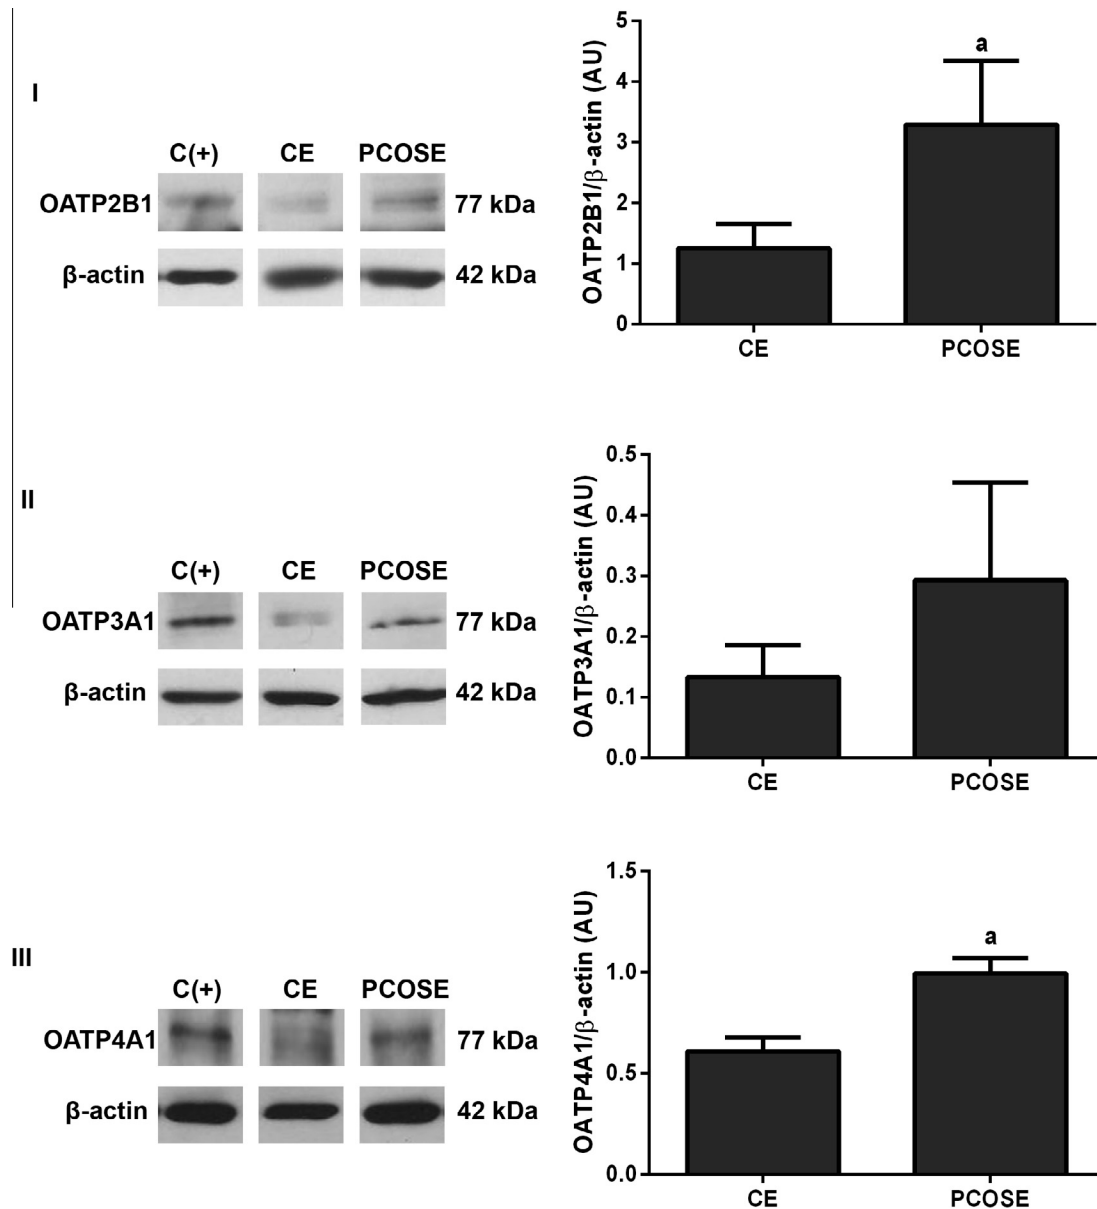 I
C(+) CE PCOSE
OATP2B1 77 kDa
β-actin 42 kDa
OATP2B1/β-actin (AU)
5
4
3
2
1
0
a
CE PCOSE
II
C(+) CE PCOSE
OATP3A1 77 kDa
β-actin 42 kDa
OATP3A1/β-actin (AU)
0.5
0.4
0.3
0.2
0.1
0.0
CE PCOSE
III
C(+) CE PCOSE
OATP4A1 77 kDa
β-actin 42 kDa
OATP4A1/β-actin (AU)
1.5
1.0
0.5
0.0
a
CE PCOSE